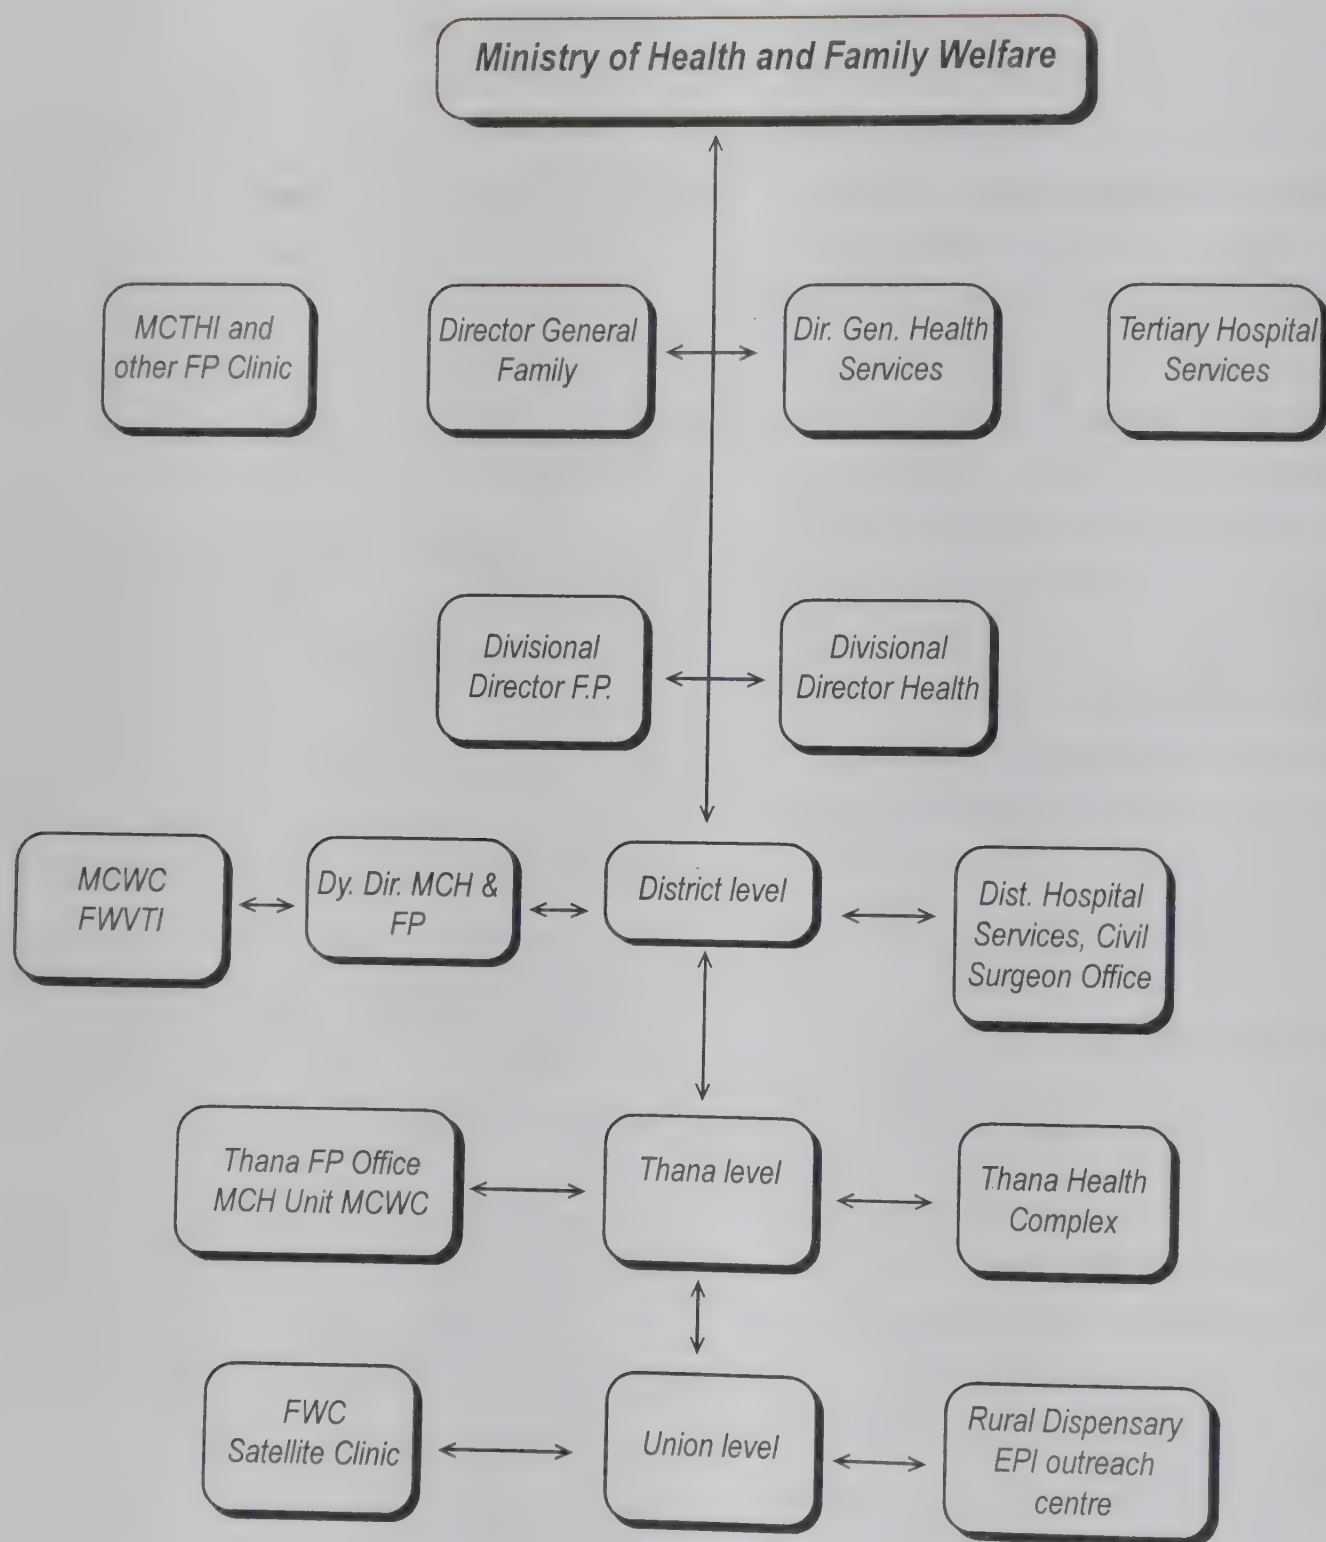 Ministry of Health and Family Welfare
MCTHI and
other FP Clinic
Director General
Family
Dir. Gen. Health
Services
Tertiary Hospital
Services
Divisional
Director F.P.
Divisional
Director Health
MCWC
FWVTI
Dy. Dir. MCH &
FP
District level
Dist. Hospital
Services, Civil
Surgeon Office
Thana FP Office
MCH Unit MCWC
Thana level
Thana Health
Complex
FWC
Satellite Clinic
Union level
Rural Dispensary
EPI outreach
centre